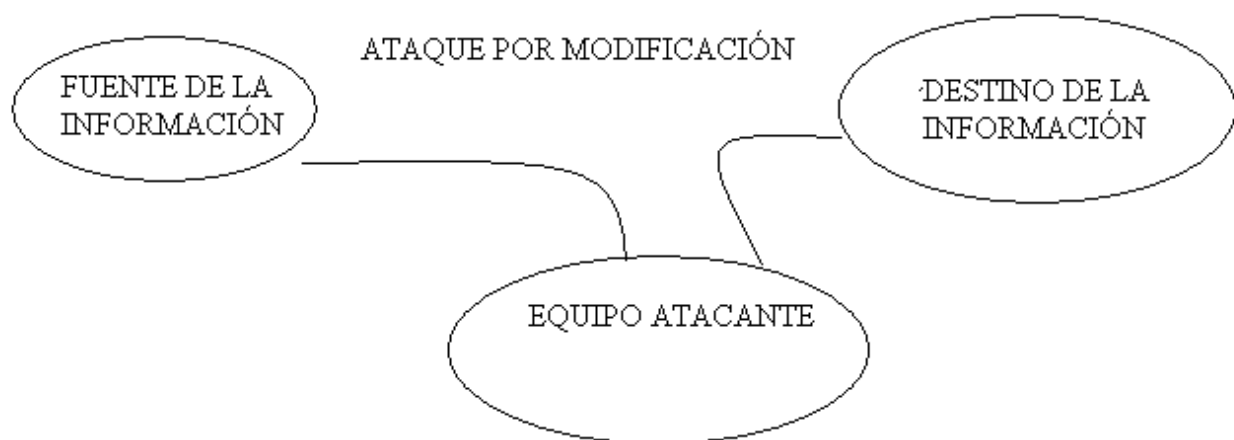 ATAQUE POR MODIFICACIÓN
FUENTE DE LA
INFORMACIÓN
DESTINO DE LA
INFORMACIÓN
EQUIPO ATACANTE